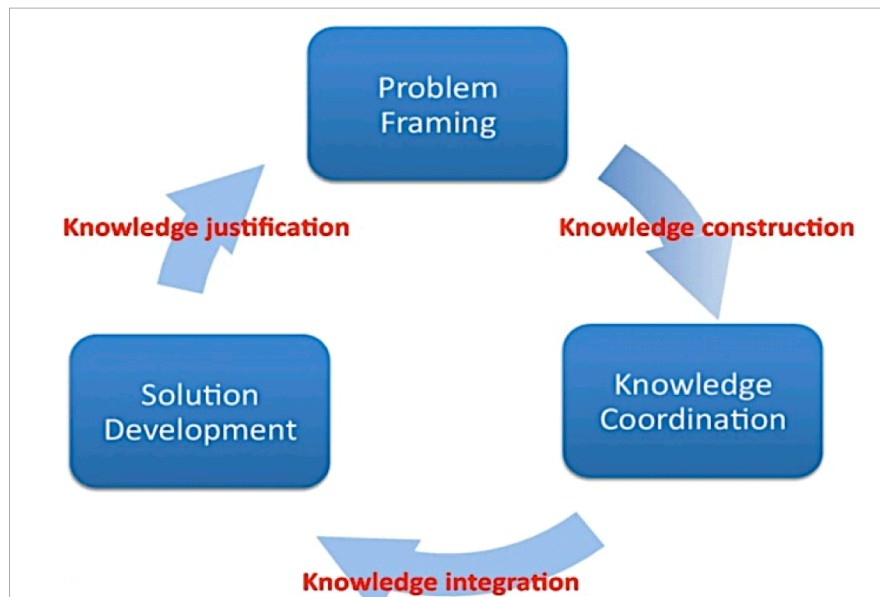 Problem
Framing
Knowledge justification
Knowledge construction
Solution
Development
Knowledge
Coordination
Knowledge integration